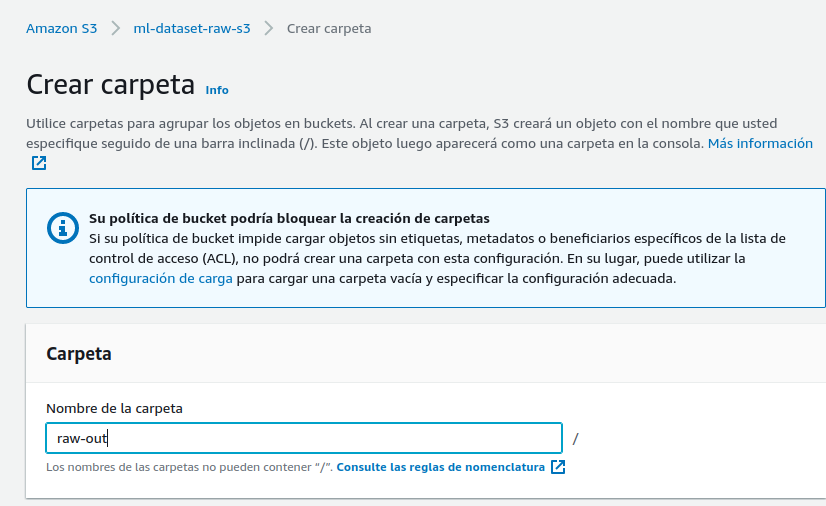 Amazon S3 > ml-dataset-raw-s3 > Crear carpeta
Crear carpeta Info
Utilice carpetas para agrupar los objetos en buckets. Al crear una carpeta, S3 creará un objeto con el nombre que usted
especifique seguido de una barra inclinada (/). Este objeto luego aparecerá como una carpeta en la consola. Más información
Su política de bucket podría bloquear la creación de carpetas
Si su política de bucket impide cargar objetos sin etiquetas, metadatos o beneficiarios específicos de la lista de
control de acceso (ACL), no podrá crear una carpeta con esta configuración. En su lugar, puede utilizar la
configuración de carga para cargar una carpeta vacía y especificar la configuración adecuada.
Carpeta
Nombre de la carpeta
raw-out /
Los nombres de las carpetas no pueden contener “/”. Consulte las reglas de nomenclatura